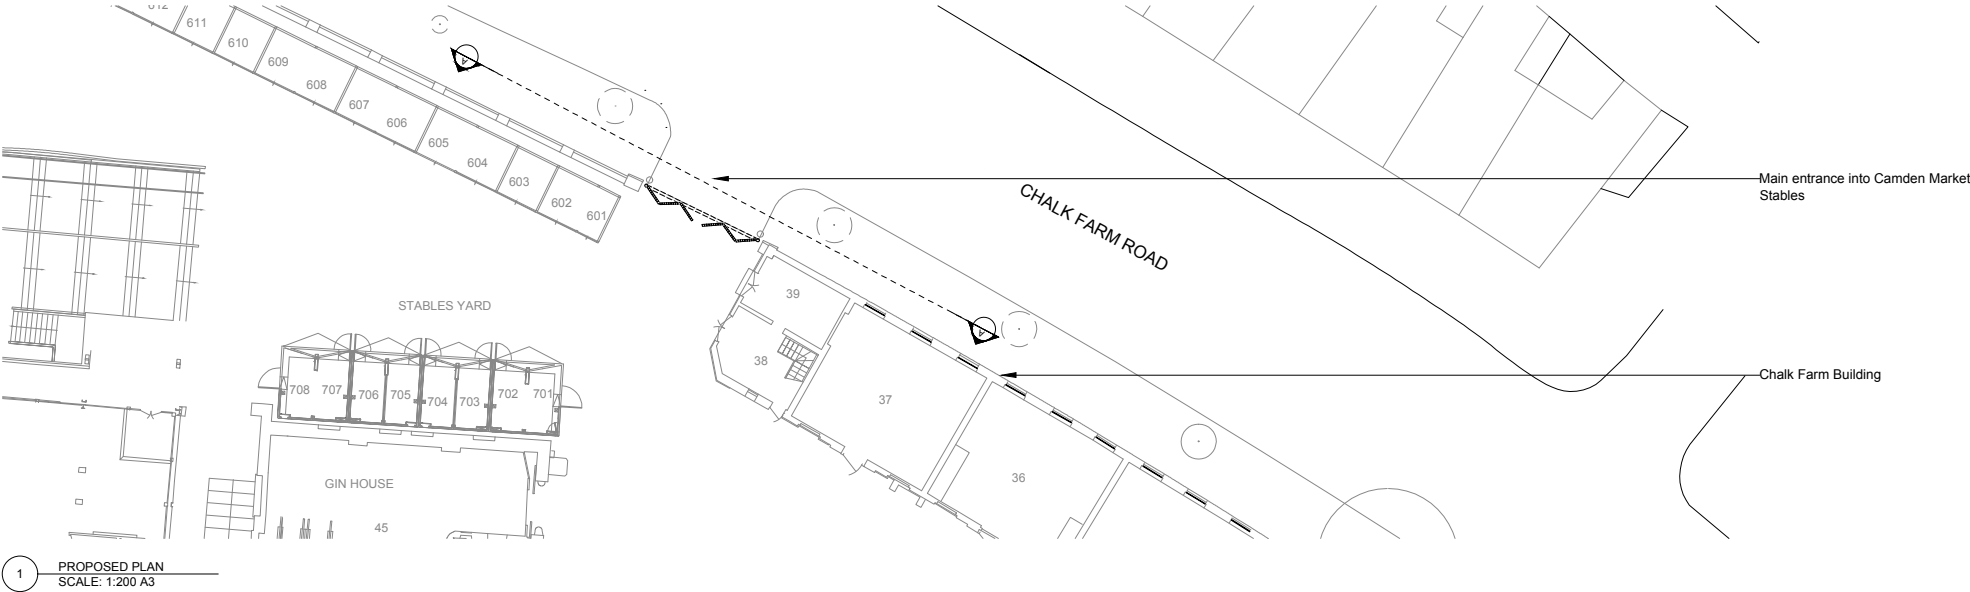 612
611
610
609
608
607
606
605
604
603
602
601
A
Main entrance into Camden Market
Stables
CHALK FARM ROAD
STABLES YARD
39
38
A
Chalk Farm Building
708
707
706
705
704
703
702
701
37
36
GIN HOUSE
45
1
PROPOSED PLAN
SCALE: 1:200 A3